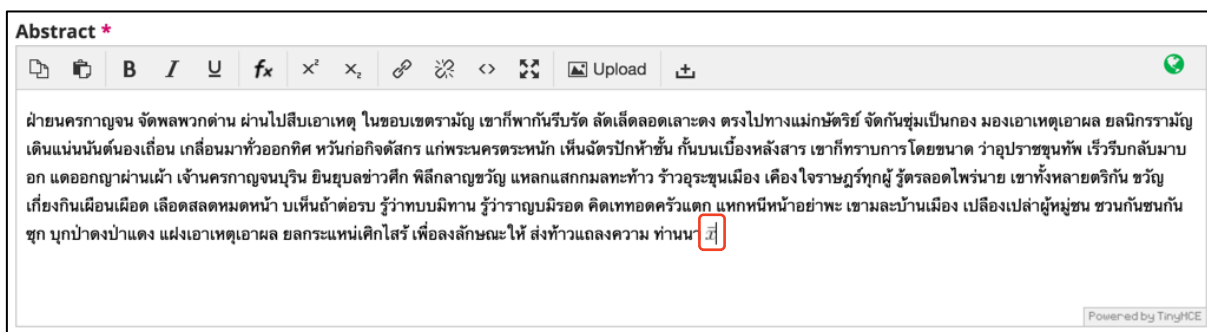 Abstract *
B I U fx x² x₂ <> Upload
ฝ่ายนครกาญจน จัดพลพวกด่าน ผ่านไปสืบเอาเหตุ ในขอบเขตรามัญ เขาก็พากันรีบรัด ลัดเล็ดลอดเลาะดง ตรงไปทางแม่กษัตริย์ จัดกันซุ่มเป็นกอง มองเอาเหตุเอาผล ยลนิกรรามัญ
เดินแน่นนันต์นองเถื่อน เกลื่อนมาทั่วออกทิศ หวันก่อกิจดัสกร แก่พระนครตระหนัก เห็นฉัตรปักห้าชั้น กั้นบนเบื้องหลังสาร เขาก็ทราบการโดยขนาด ว่าอุปราชขุนทัพ เร็วรีบกลับมาบ
อก แดออกญาผ่านเผ้า เจ้านครกาญจนบุริน ยินยุบลข่าวศึก พิลึกลาญขวัญ แหลกแสกกมลทะท้าว ร้าวอุระขุนเมือง เคืองใจราษฎร์ทุกผู้ รู้ตรลอดไพร่นาย เขาทั้งหลายตริกัน ขวัญ
เกี่ยงกินเผือนเผือด เลือดสลดหมดหน้า บเห็นถ้าต่อรบ รู้ว่าทบบมิทาน รู้ว่าราญบมิรอด คิดเททอดครัวแตก แหกหนีหน้าอย่าพะ เขามละบ้านเมือง เปลืองเปล่าผู้หมู่ชน ชวนกันชนกัน
ซุก บุกป่าดงป่าแดง แฝงเอาเหตุเอาผล ยลกระแหน่เศิกไสร้ เพื่อลงลักษณะให้ ส่งท้าวแถลงความ ท่านนา x̄
Powered by TinyMCE